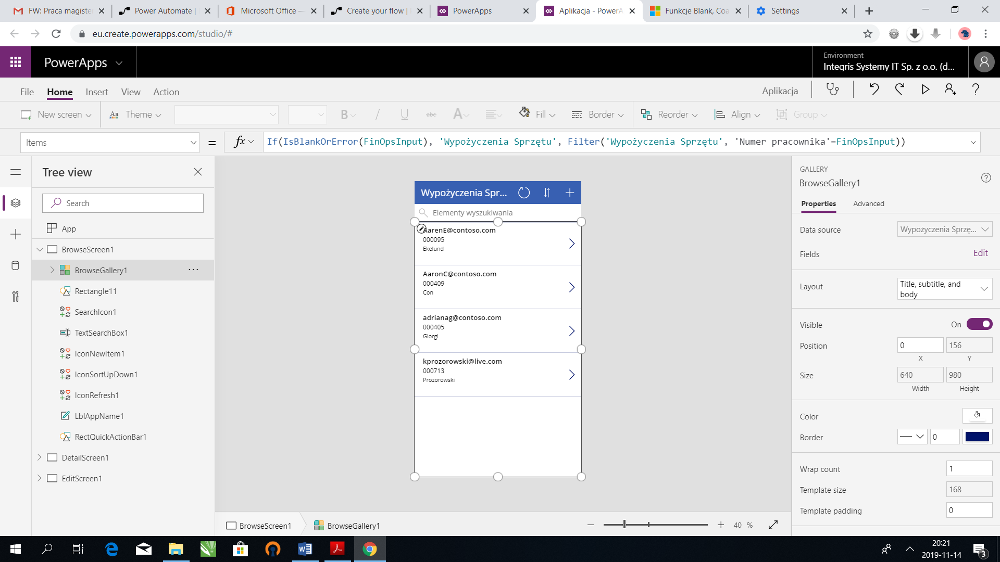 FW: Praca magister
Power Automate |
Microsoft Office —
Create your flow |
PowerApps
Aplikacja - PowerA
Funkcje Blank, Coa
Settings
eu.create.powerapps.com/studio/#
PowerApps
Environment
Integris Systemy IT Sp. z o.o. (d...
File
Home
Insert
View
Action
Aplikacja
New screen
Theme
B
/
U
abc
A
Fill
Border
Reorder
Align
Group
Items
=
fx
If(IsBlankOrError(FinOpsInput), 'Wypożyczenia Sprzętu', Filter('Wypożyczenia Sprzętu', 'Numer pracownika'=FinOpsInput))
Tree view
Search
App
BrowseScreen1
BrowseGallery1
...
Rectangle11
SearchIcon1
TextSearchBox1
IconNewItem1
IconSortUpDown1
IconRefresh1
LblAppName1
RectQuickActionBar1
DetailScreen1
EditScreen1
Wypożyczenia Spr...
Elementy wyszukiwania
AarenE@contoso.com
000095
Ekelund
AaronC@contoso.com
000409
Con
adrianag@contoso.com
000405
Giorgi
kprozorowski@live.com
000713
Prozorowski
BrowseScreen1
BrowseGallery1
40 %
GALLERY
BrowseGallery1
Properties
Advanced
Data source
Wypożyczenia Sprzę...
Fields
Edit
Layout
Title, subtitle, and body
Visible
On
Position
0
156
X
Y
Size
640
980
Width
Height
Color
Border
0
Wrap count
1
Template size
168
Template padding
0
20:21
2019-11-14
3